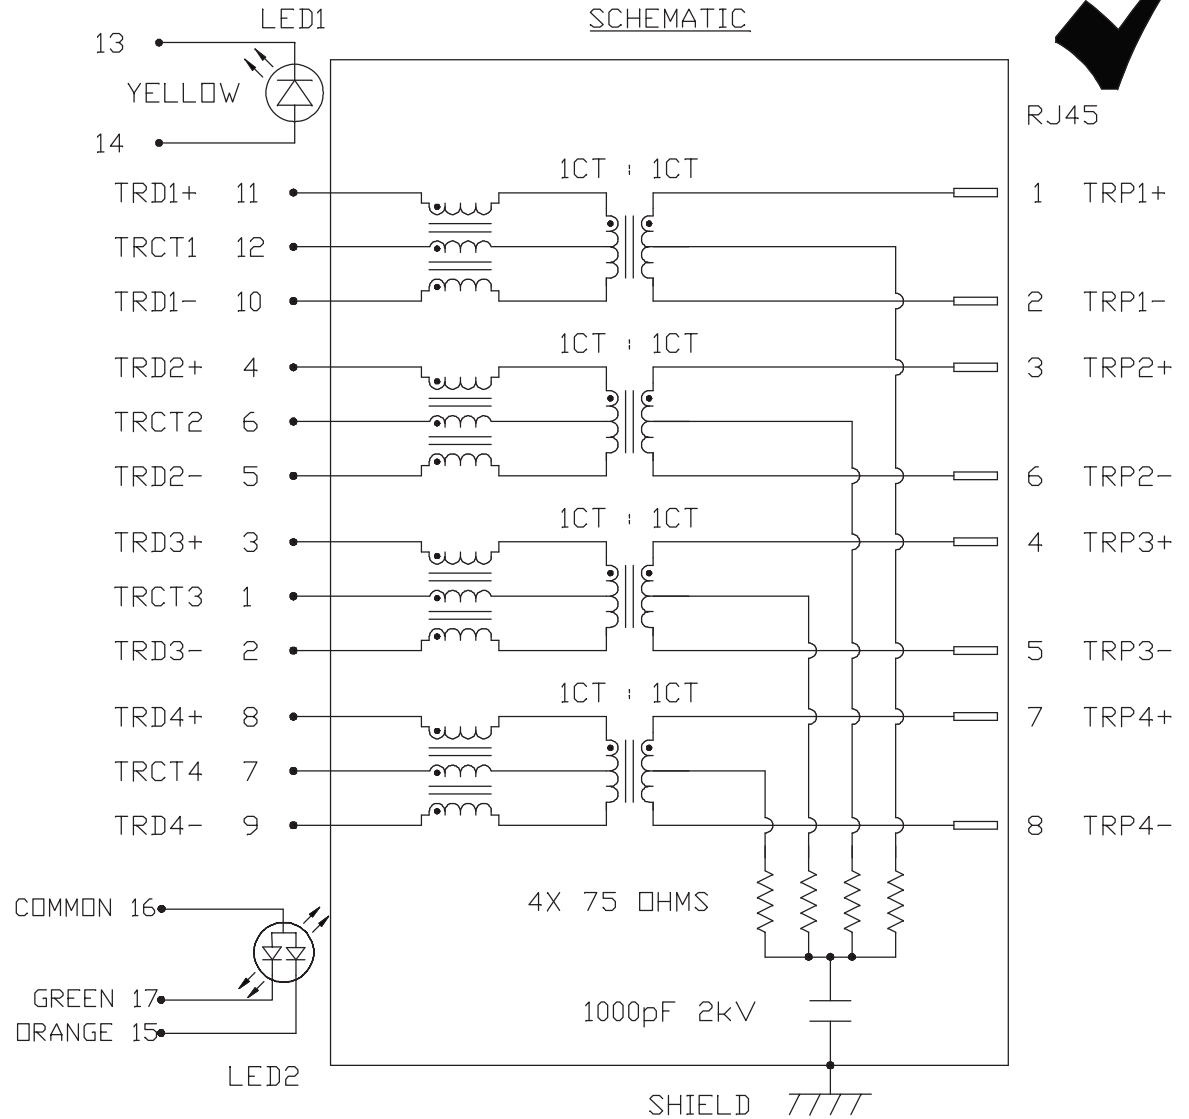 LED1
SCHEMATIC
13
YELLOW
14
RJ45
1CT : 1CT
TRD1+ 11 1 TRP1+
TRCT1 12
TRD1- 10 2 TRP1-
1CT : 1CT
TRD2+ 4 3 TRP2+
TRCT2 6
TRD2- 5 6 TRP2-
1CT : 1CT
TRD3+ 3 4 TRP3+
TRCT3 1
TRD3- 2 5 TRP3-
1CT : 1CT
TRD4+ 8 7 TRP4+
TRCT4 7
TRD4- 9 8 TRP4-
4X 75 OHMS
COMMON 16
GREEN 17
1000pF 2kV
ORANGE 15
LED2
SHIELD